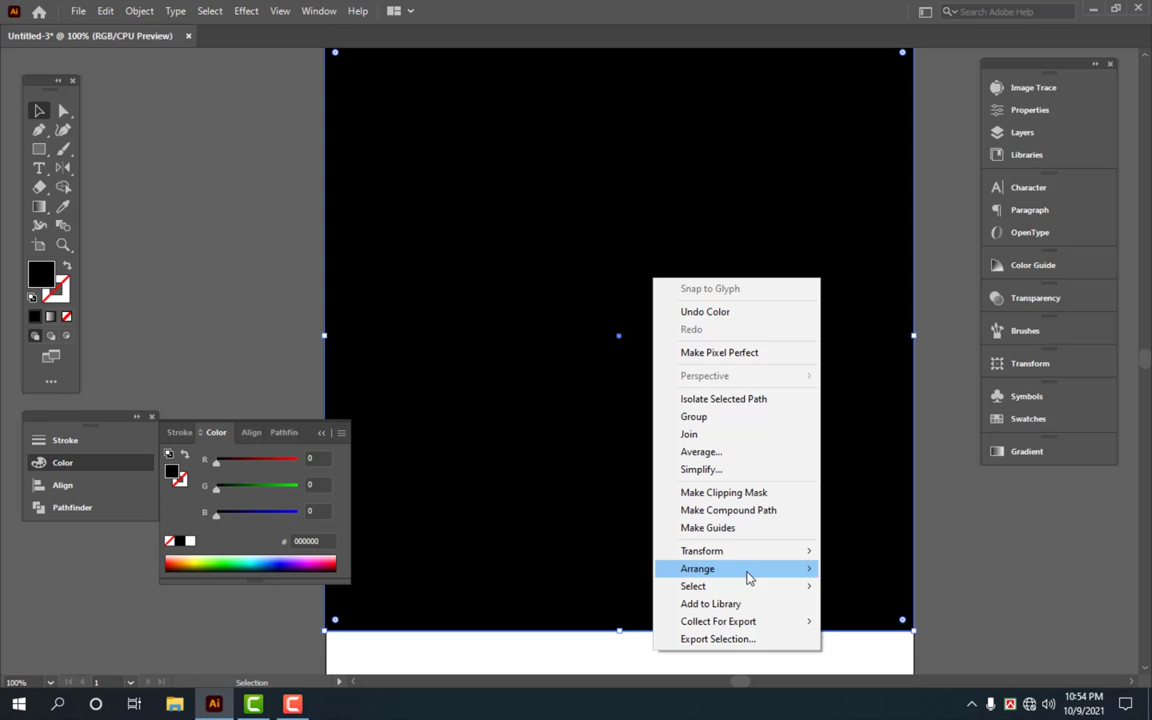 Ai File Edit Object Type Select Effect View Window Help Search Adobe Help
Untitled-3* @ 100% (RGB/CPU Preview)
T
Stroke
Color
Align
Pathfinder
Stroke Color Align Pathfin
R 0
G 0
B 0
# 000000
Snap to Glyph
Undo Color
Redo
Make Pixel Perfect
Perspective
Isolate Selected Path
Group
Join
Average...
Simplify...
Make Clipping Mask
Make Compound Path
Make Guides
Transform
Arrange
Select
Add to Library
Collect For Export
Export Selection...
Image Trace
Properties
Layers
Libraries
Character
Paragraph
OpenType
Color Guide
Transparency
Brushes
Transform
Symbols
Swatches
Gradient
100% 1 Selection
Ai C C 10:54 PM
10/9/2021